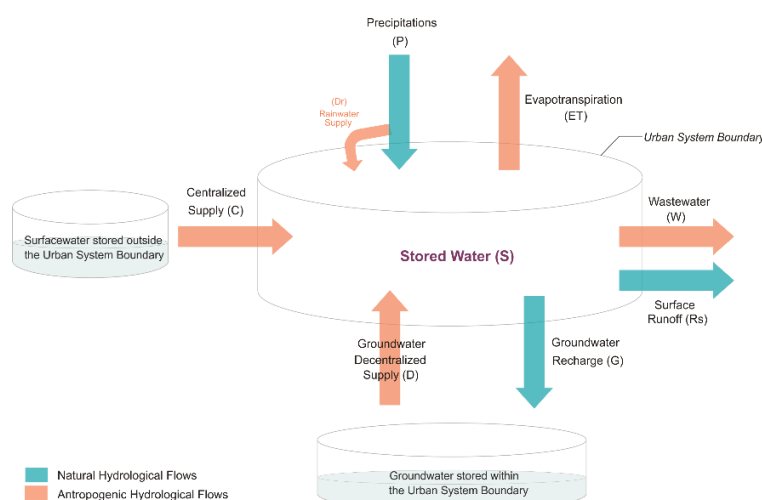 Precipitations
(P)
(Dr)
Rainwater
Supply
Evapotranspiration
(ET)
Urban System Boundary
Centralized
Supply (C)
Surfacewater stored outside
the Urban System Boundary
Stored Water (S)
Wastewater
(W)
Surface
Runoff (Rs)
Groundwater
Decentralized
Supply (D)
Groundwater
Recharge (G)
Groundwater stored within
the Urban System Boundary
Natural Hydrological Flows
Antropogenic Hydrological Flows